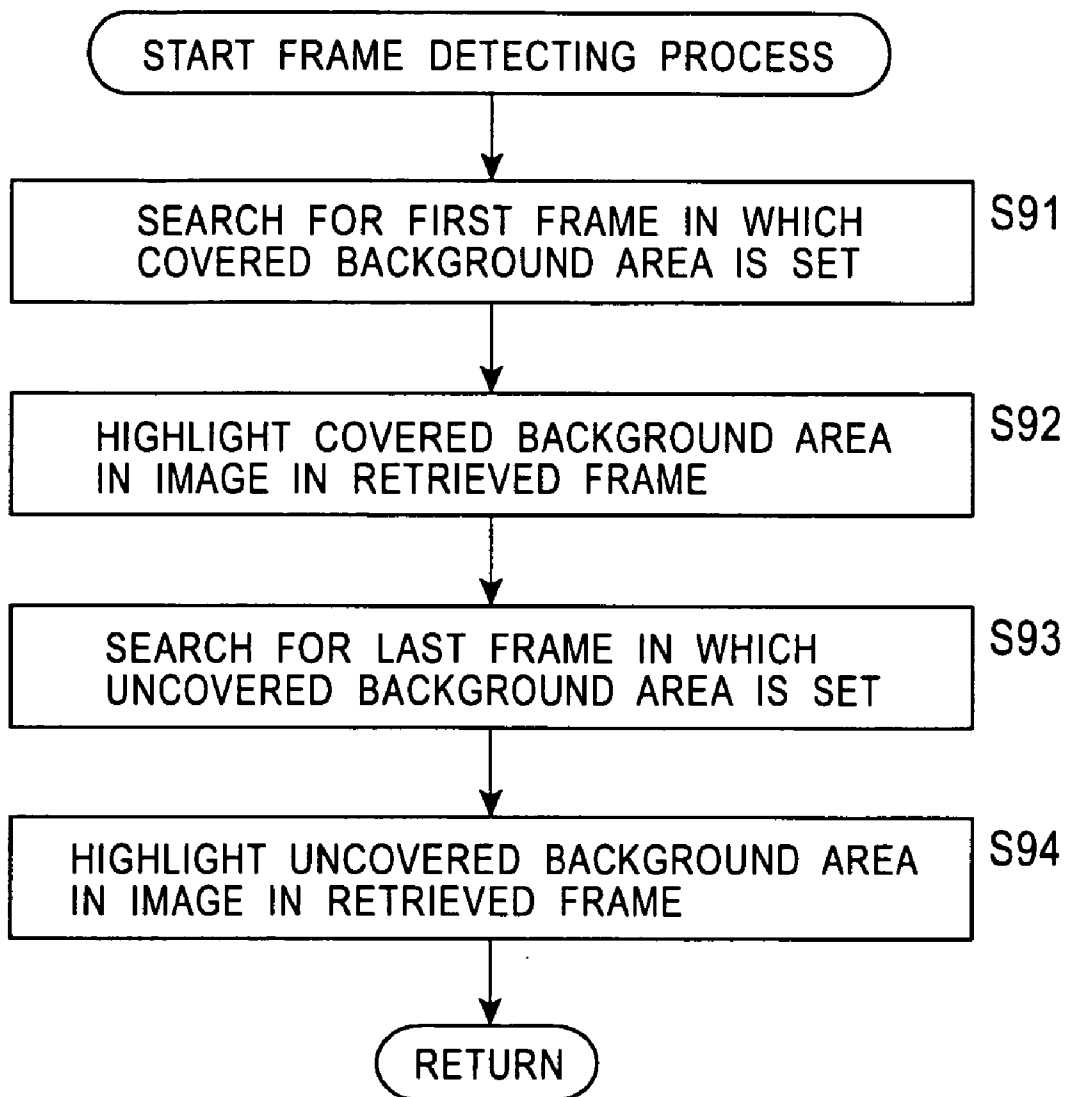 START FRAME DETECTING PROCESS
SEARCH FOR FIRST FRAME IN WHICH
COVERED BACKGROUND AREA IS SET
S91
HIGHLIGHT COVERED BACKGROUND AREA
IN IMAGE IN RETRIEVED FRAME
S92
SEARCH FOR LAST FRAME IN WHICH
UNCOVERED BACKGROUND AREA IS SET
S93
HIGHLIGHT UNCOVERED BACKGROUND AREA
IN IMAGE IN RETRIEVED FRAME
S94
RETURN